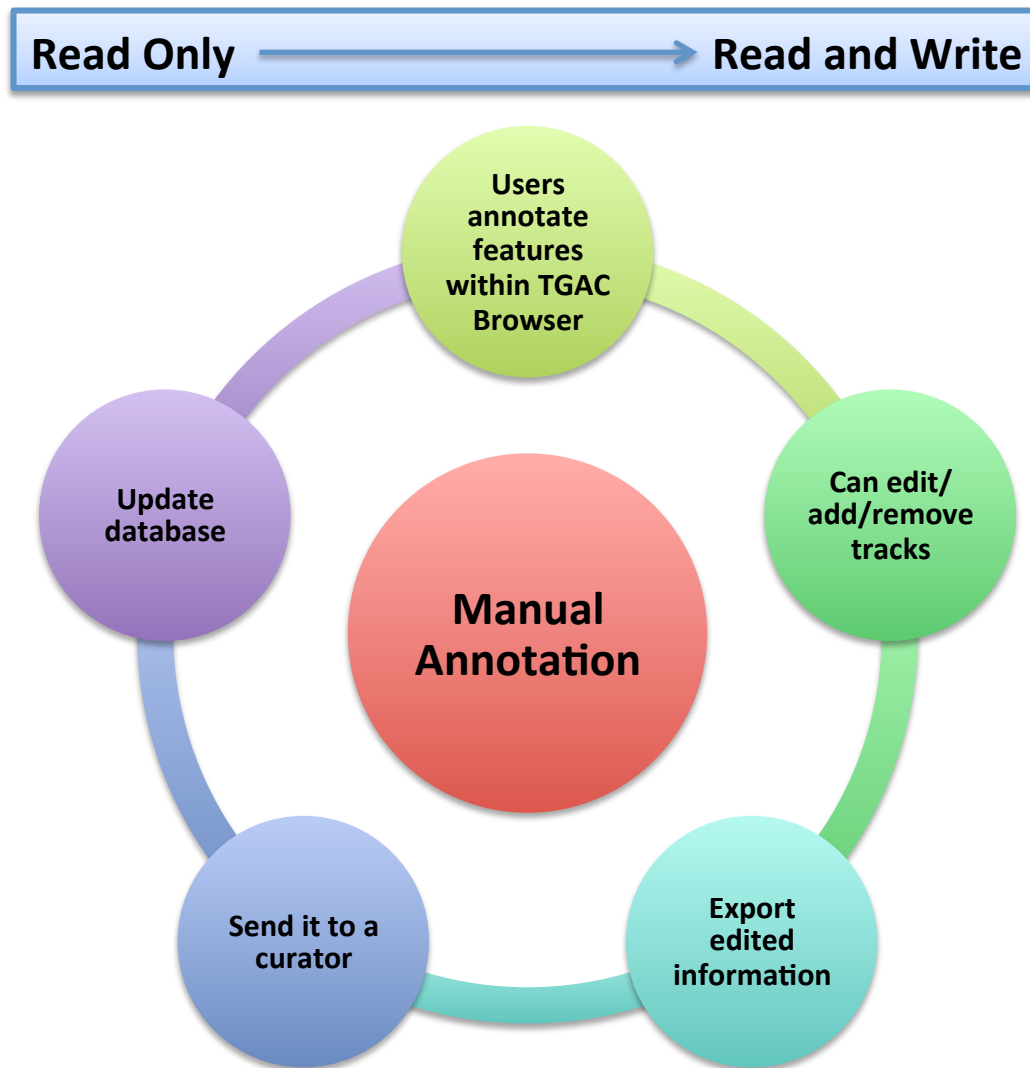 Read Only
Read and Write
Users
annotate
features
within TGAC
Browser
Can edit/
add/remove
tracks
Export
edited
information
Send it to a
curator
Update
database
Manual
Annotation